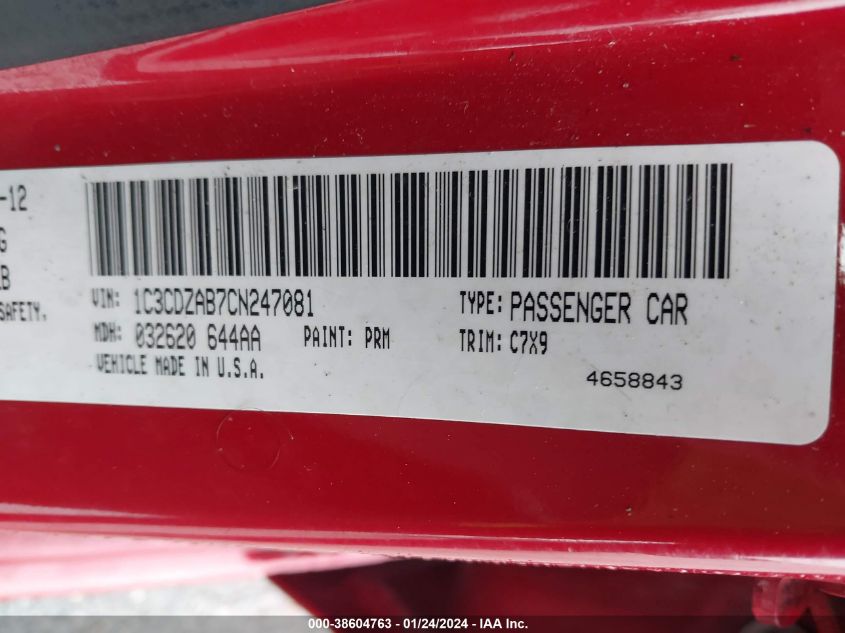 -12
G
LB
SAFETY.
VIN: 1C3CDZAB7CN247081 TYPE: PASSENGER CAR
MDH: 032620 644AA PAINT: PRM TRIM: C7X9
VEHICLE MADE IN U.S.A.
4658843
000-38604763 - 01/24/2024 - IAA Inc.